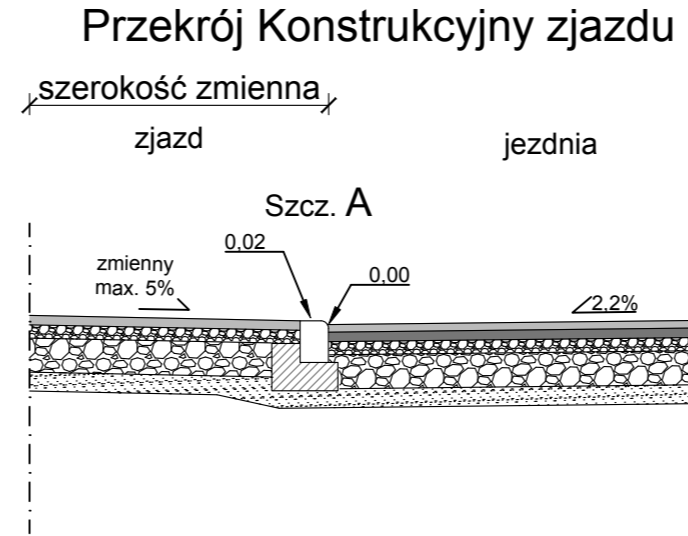 Przekrój Konstrukcyjny zjazdu
szerokość zmienna
zjazd
jezdnia
Szcz. A
0,02
0,00
zmienny
max. 5%
2,2%